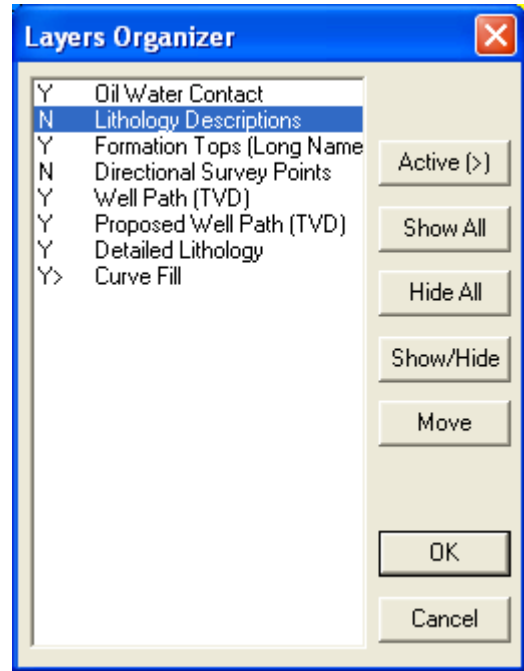 Layers Organizer
Y Oil Water Contact
N Lithology Descriptions
Y Formation Tops (Long Name
N Directional Survey Points
Y Well Path (TVD)
Y Proposed Well Path (TVD)
Y Detailed Lithology
Y> Curve Fill
Active (>)
Show All
Hide All
Show/Hide
Move
OK
Cancel